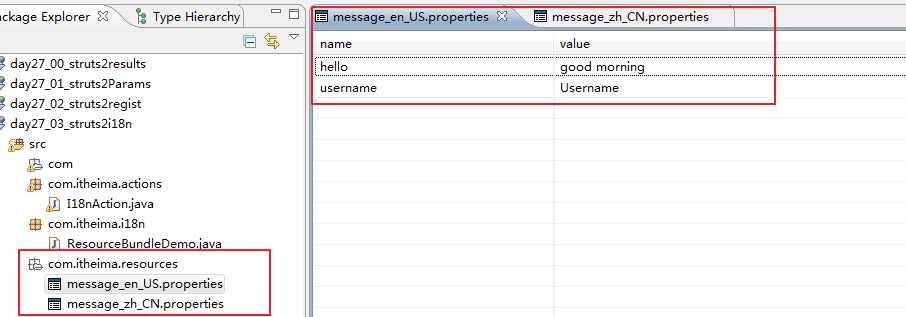 ackage Explorer
Type Hierarchy
day27_00_struts2results
day27_01_struts2Params
day27_02_struts2regist
day27_03_struts2i18n
src
com
com.itheima.actions
I18nAction.java
com.itheima.i18n
ResourceBundleDemo.java
com.itheima.resources
message_en_US.properties
message_zh_CN.properties
message_en_US.properties
message_zh_CN.properties
name value
hello good morning
username Username